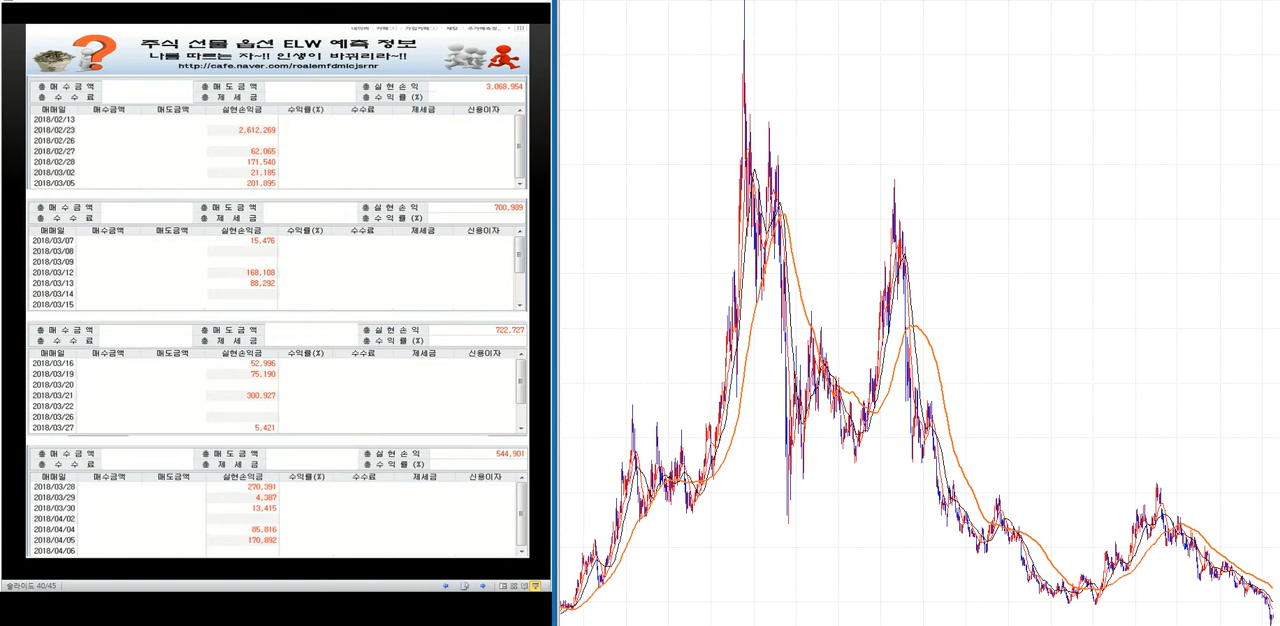 주식 선물 옵션 ELW 예측 정보
나를 따르는 자~!! 인생이 바뀌리라~!!
http://cafe.naver.com/roalemfdmlcjsrnr
총 매 수 금 액 총 매 도 금 액 총 실 현 손 익 3,068,954
총 수 수 료 총 제 세 금 총 수 익 률 (%)
매매일 매수금액 매도금액 실현손익금 수익률(%) 수수료 제세금 신용이자
2018/02/13
2018/02/23 2,612,269
2018/02/26
2018/02/27 62,065
2018/02/28 171,540
2018/03/02 21,185
2018/03/05 201,895
총 매 수 금 액 총 매 도 금 액 총 실 현 손 익 700,989
총 수 수 료 총 제 세 금 총 수 익 률 (%)
매매일 매수금액 매도금액 실현손익금 수익률(%) 수수료 제세금 신용이자
2018/03/07 15,476
2018/03/08
2018/03/09
2018/03/12 168,108
2018/03/13 88,292
2018/03/14
2018/03/15
총 매 수 금 액 총 매 도 금 액 총 실 현 손 익 722,727
총 수 수 료 총 제 세 금 총 수 익 률 (%)
매매일 매수금액 매도금액 실현손익금 수익률(%) 수수료 제세금 신용이자
2018/03/16 52,996
2018/03/19 75,190
2018/03/20
2018/03/21 300,927
2018/03/22
2018/03/26
2018/03/27 5,421
총 매 수 금 액 총 매 도 금 액 총 실 현 손 익 544,901
총 수 수 료 총 제 세 금 총 수 익 률 (%)
매매일 매수금액 매도금액 실현손익금 수익률(%) 수수료 제세금 신용이자
2018/03/28 270,391
2018/03/29 4,387
2018/03/30 13,415
2018/04/02
2018/04/04 85,816
2018/04/05 170,892
2018/04/06
슬라이드 40/45